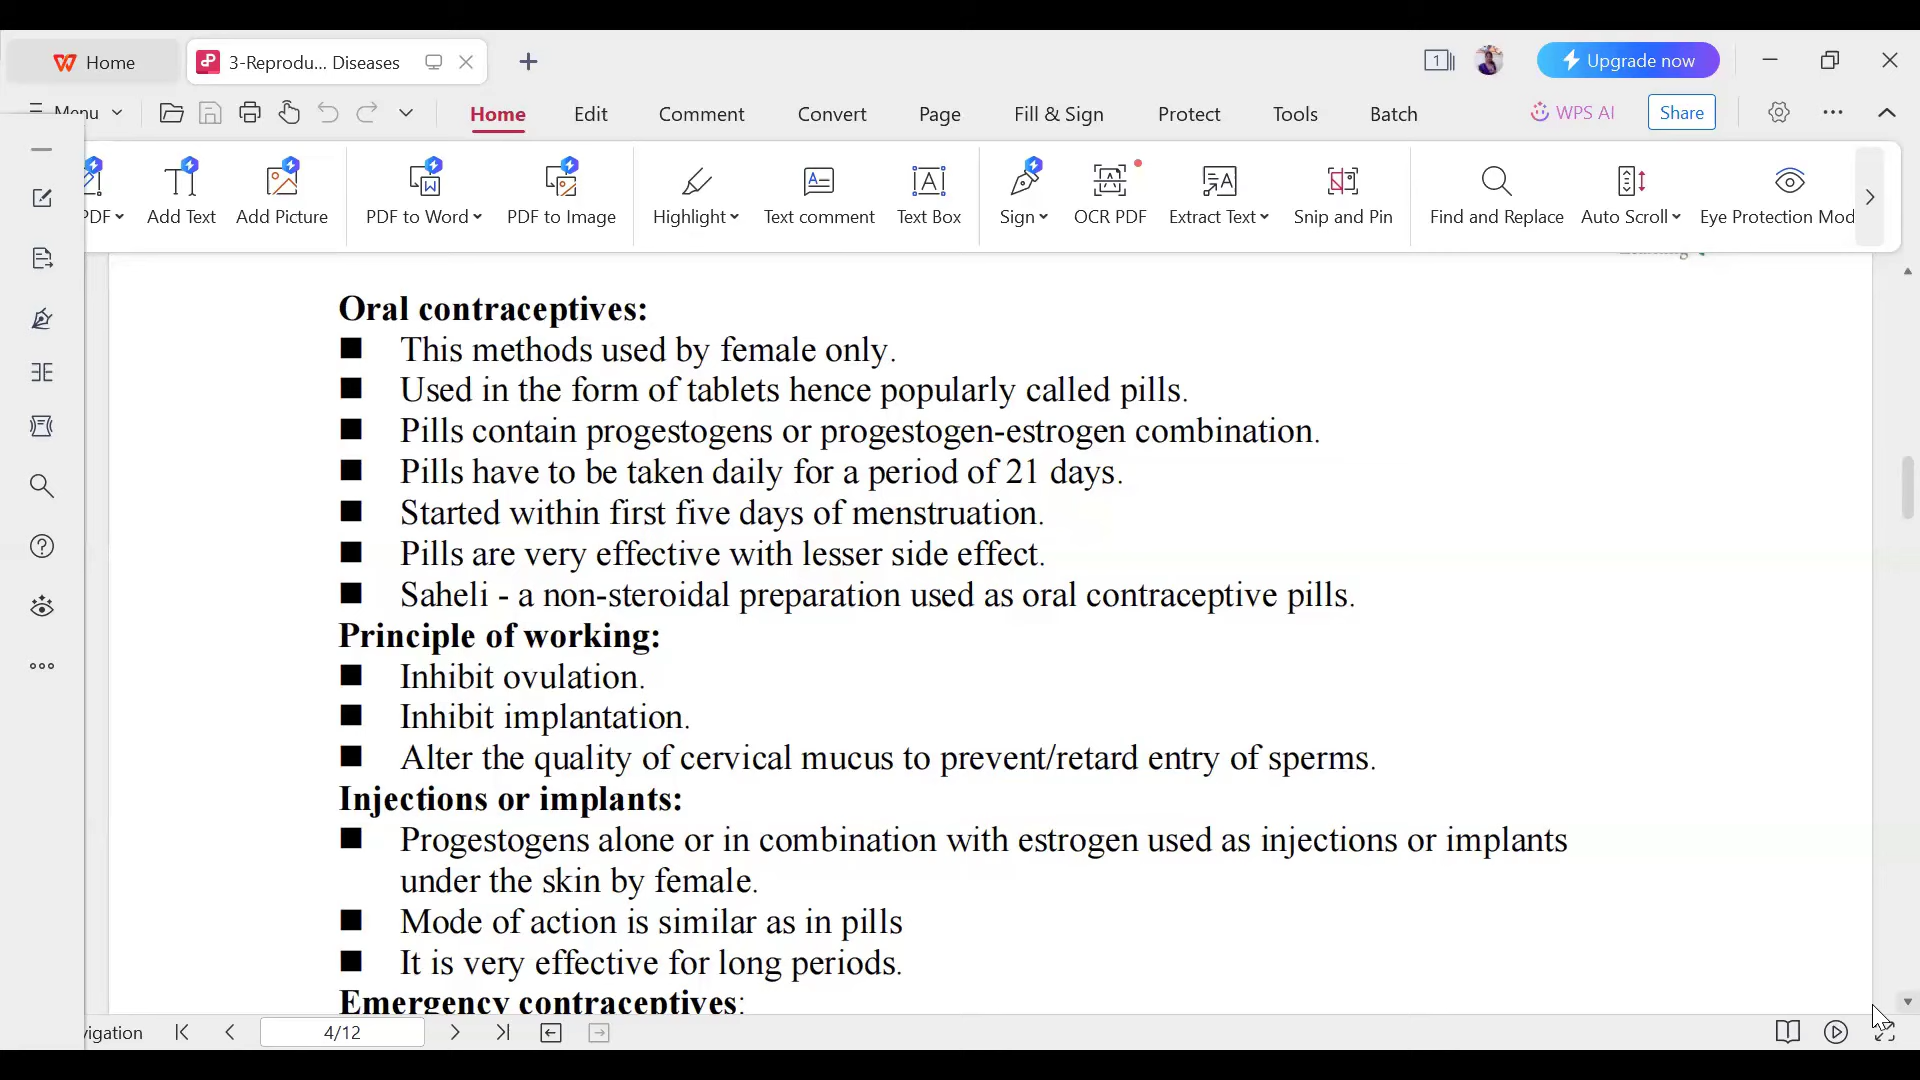 Home
3-Reprodu... Diseases
1
Upgrade now
Menu
Home
Edit
Comment
Convert
Page
Fill & Sign
Protect
Tools
Batch
WPS AI
Share
PDF
Add Text
Add Picture
PDF to Word
PDF to Image
Highlight
Text comment
Text Box
Sign
OCR PDF
Extract Text
Snip and Pin
Find and Replace
Auto Scroll
Eye Protection Mod
Oral contraceptives:
■ This methods used by female only.
■ Used in the form of tablets hence popularly called pills.
■ Pills contain progestogens or progestogen-estrogen combination.
■ Pills have to be taken daily for a period of 21 days.
■ Started within first five days of menstruation.
■ Pills are very effective with lesser side effect.
■ Saheli - a non-steroidal preparation used as oral contraceptive pills.
Principle of working:
■ Inhibit ovulation.
■ Inhibit implantation.
■ Alter the quality of cervical mucus to prevent/retard entry of sperms.
Injections or implants:
■ Progestogens alone or in combination with estrogen used as injections or implants
under the skin by female.
■ Mode of action is similar as in pills
■ It is very effective for long periods.
Emergency contraceptives:
vigation
4/12